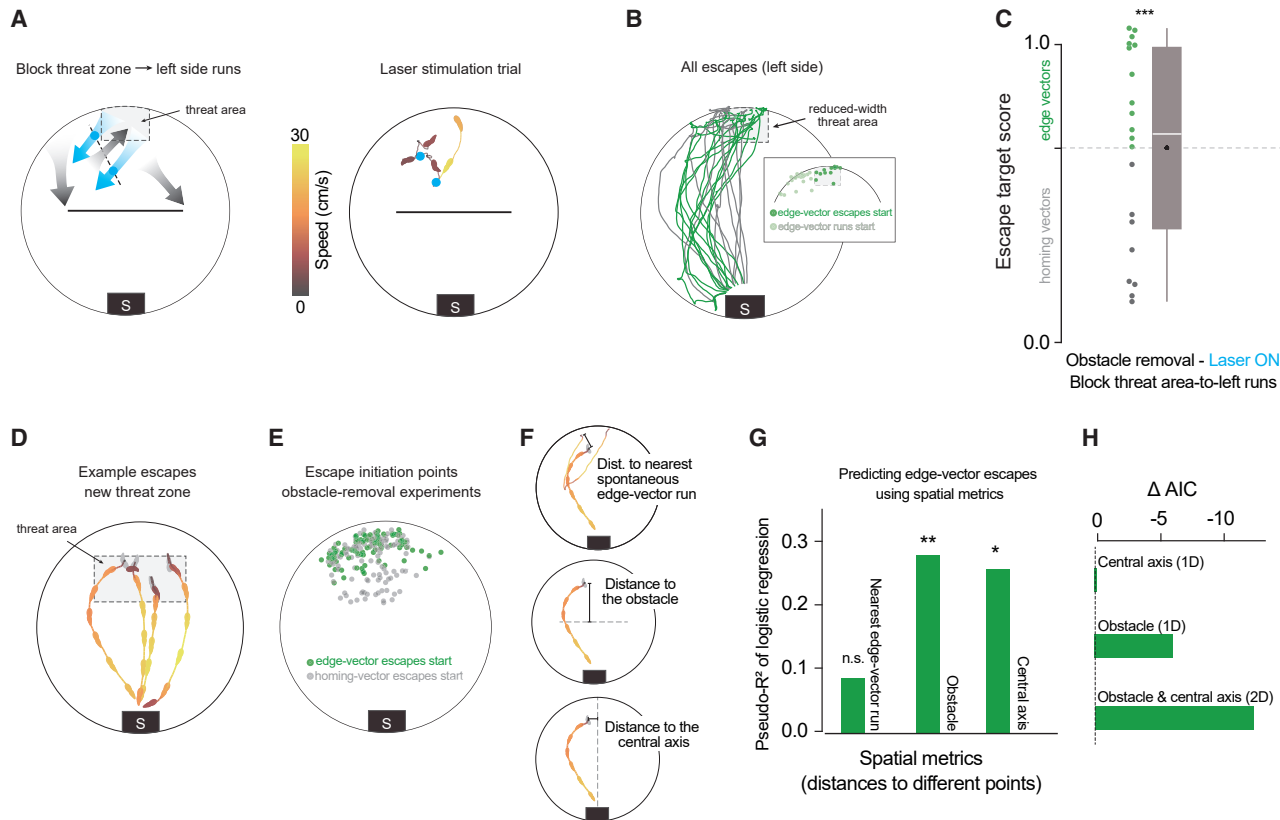 A
Block threat zone → left side runs
threat area
S
30
Speed (cm/s)
0
Laser stimulation trial
S
B
All escapes (left side)
reduced-width
threat area
edge-vector escapes start
edge-vector runs start
S
C
***
1.0
0.0
Escape target score
edge vectors
homing vectors
Obstacle removal - Laser ON
Block threat area-to-left runs
D
Example escapes
new threat zone
threat area
S
E
Escape initiation points
obstacle-removal experiments
edge-vector escapes start
homing-vector escapes start
S
F
Dist. to nearest
spontaneous
edge-vector run
Distance to
the obstacle
Distance to the
central axis
G
Predicting edge-vector escapes
using spatial metrics
Pseudo-R² of logistic regression
0.3
0.2
0.1
0.0
n.s.
Nearest edge-vector run
**
Obstacle
*
Central axis
Spatial metrics
(distances to different points)
H
Δ AIC
0 -5 -10
Central axis (1D)
Obstacle (1D)
Obstacle & central axis (2D)